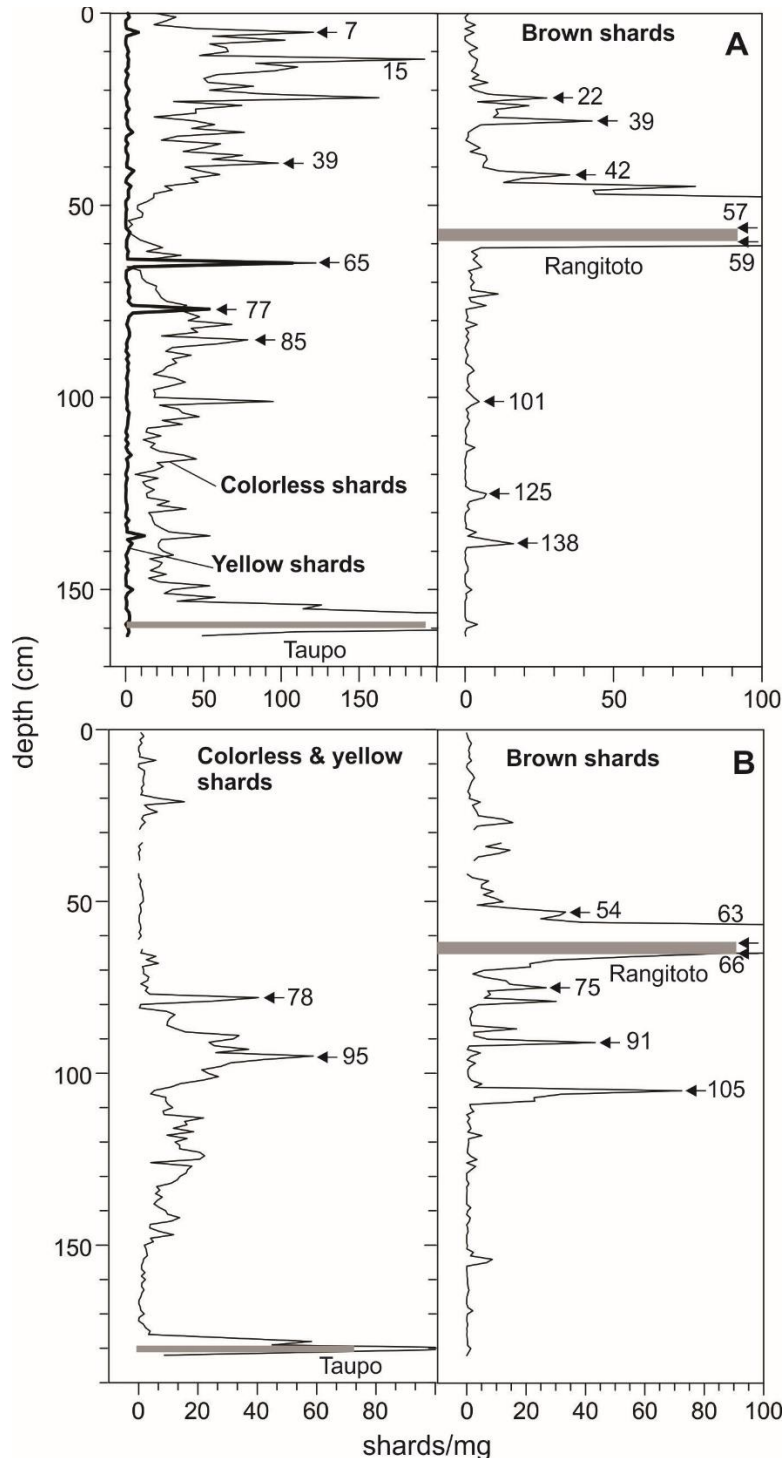 0
50
100
150
7
15
39
65
77
85
Colorless shards
Yellow shards
Taupo
0 50 100 150
Brown shards A
22
39
42
57
Rangitoto
59
101
125
138
0 50 100
depth (cm)
0
50
100
150
Colorless & yellow
shards
78
95
Taupo
0 20 40 60 80
Brown shards B
54
63
66
Rangitoto
75
91
105
0 20 40 60 80 100
shards/mg